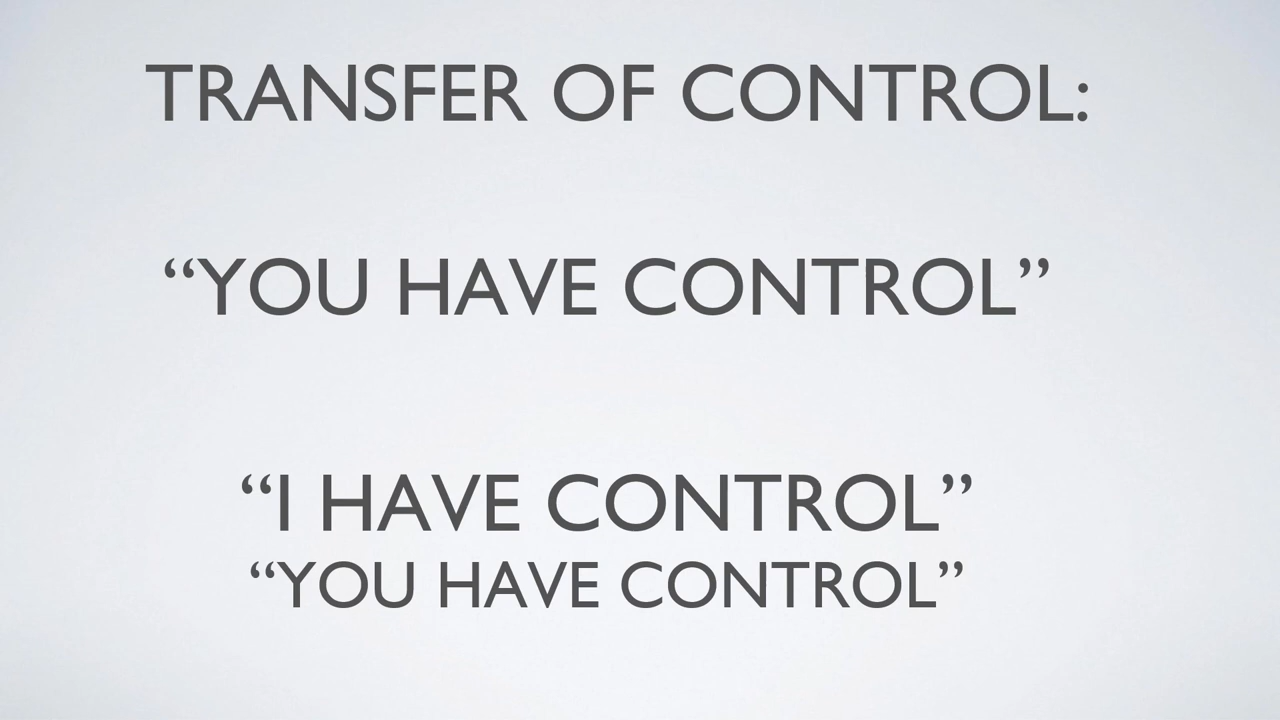 TRANSFER OF CONTROL:
“YOU HAVE CONTROL”
“I HAVE CONTROL”
“YOU HAVE CONTROL”